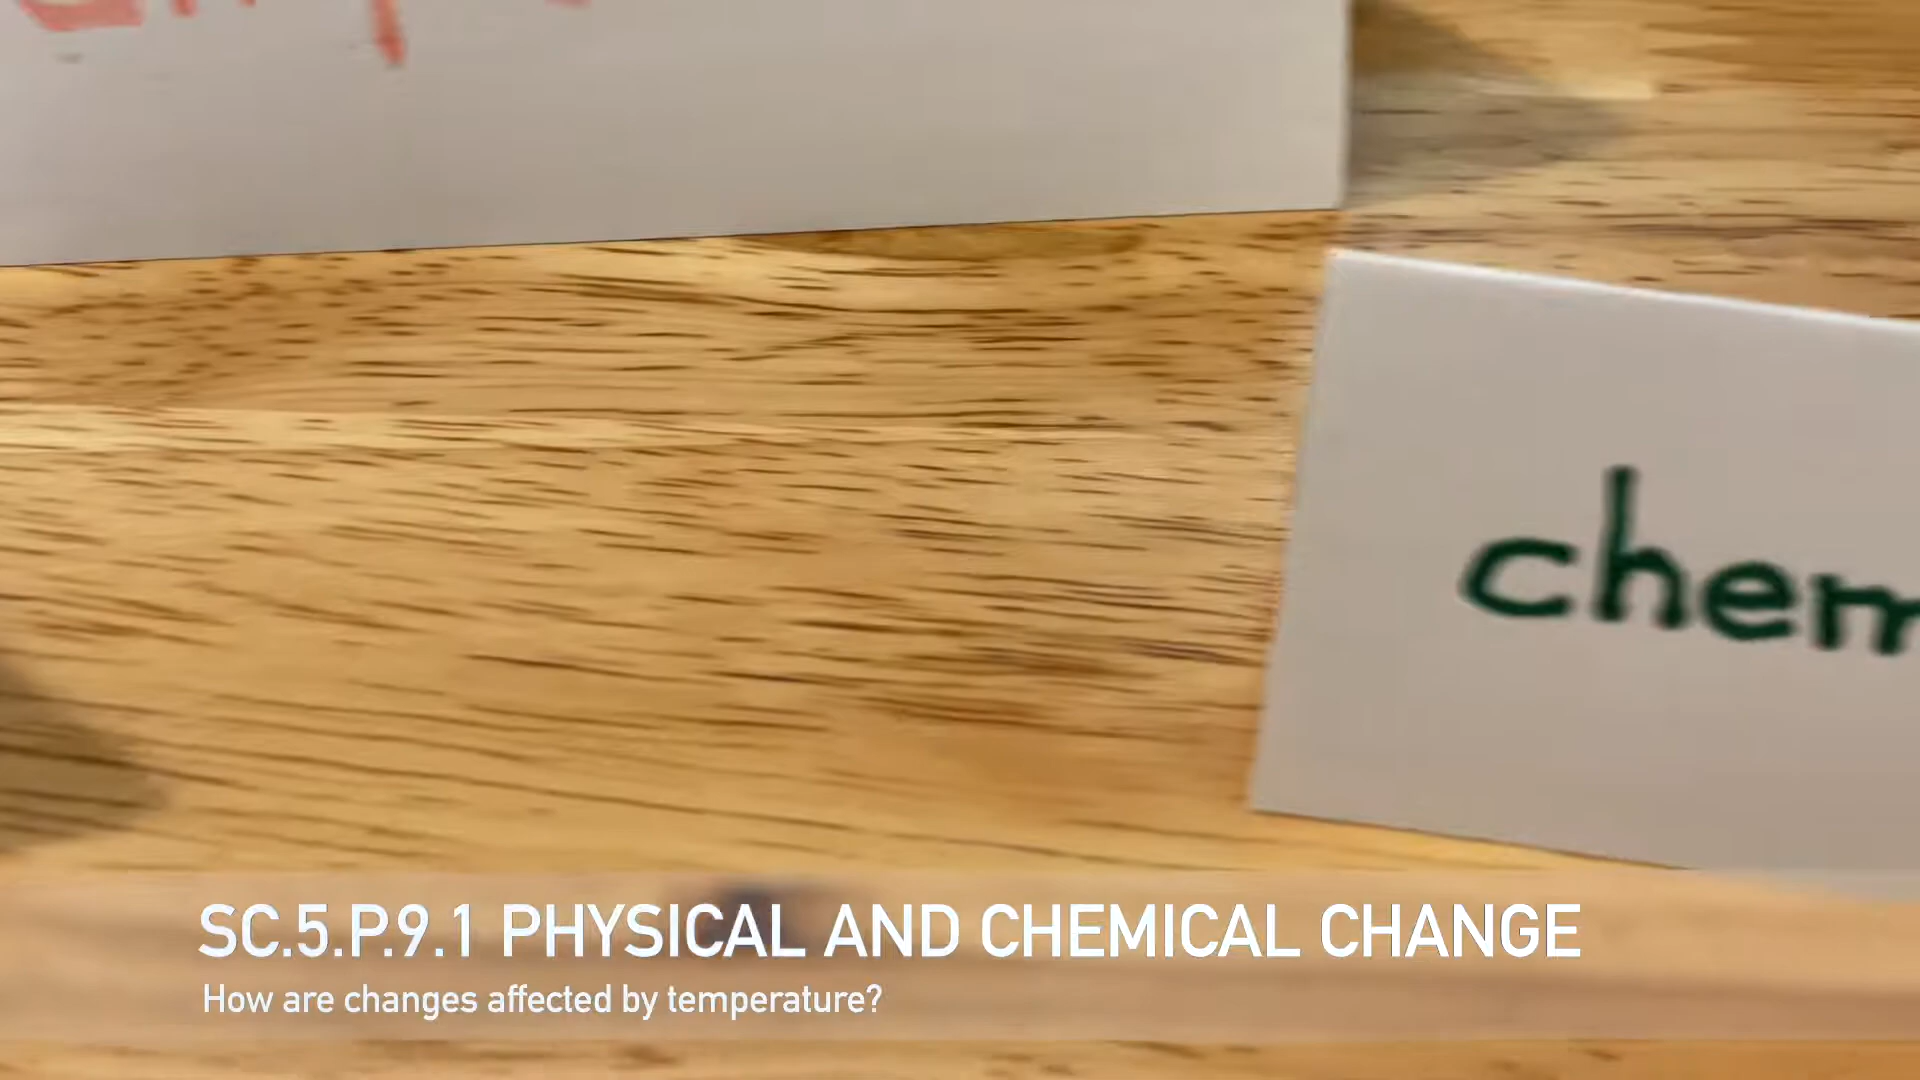 chem
SC.5.P.9.1 PHYSICAL AND CHEMICAL CHANGE
How are changes affected by temperature?